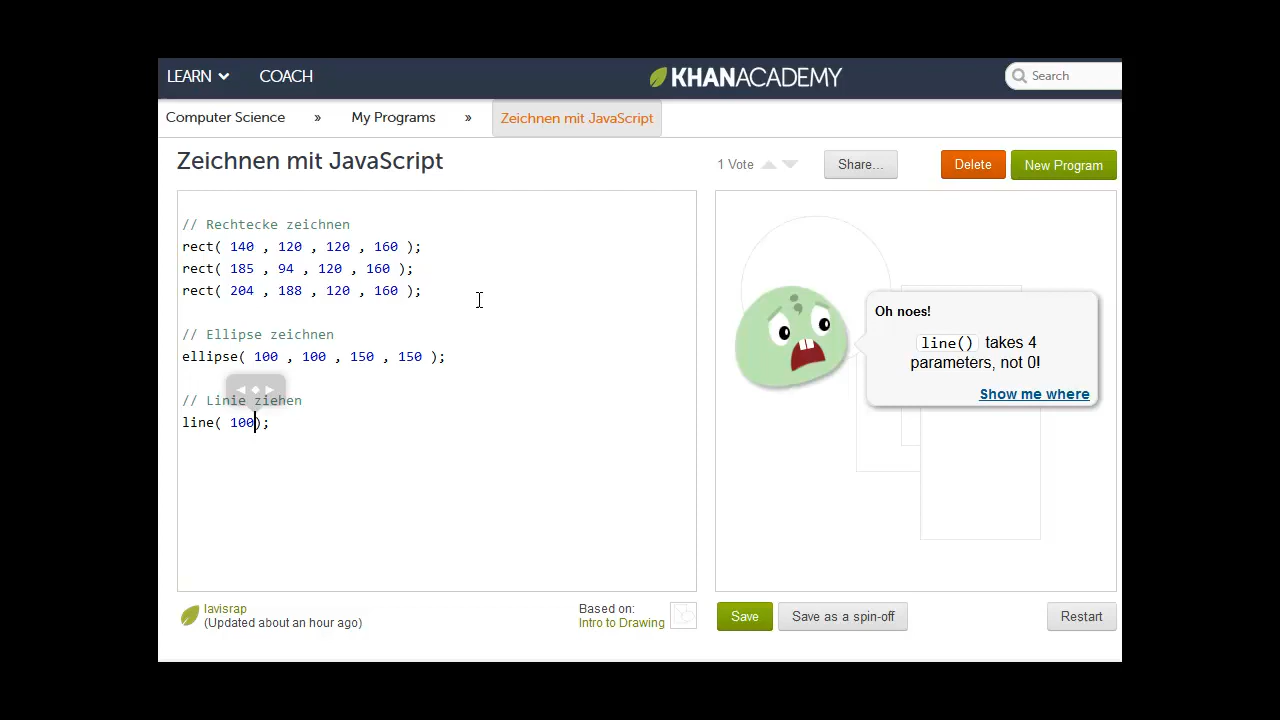 LEARN
COACH
KHANACADEMY
Search
Computer Science » My Programs » Zeichnen mit JavaScript
Zeichnen mit JavaScript
1 Vote
Share...
Delete
New Program
// Rechtecke zeichnen
rect( 140 , 120 , 120 , 160 );
rect( 185 , 94 , 120 , 160 );
rect( 204 , 188 , 120 , 160 );
// Ellipse zeichnen
ellipse( 100 , 100 , 150 , 150 );
// Linie ziehen
line( 100);
Oh noes!
line() takes 4
parameters, not 0!
Show me where
lavisrap
(Updated about an hour ago)
Based on:
Intro to Drawing
Save
Save as a spin-off
Restart